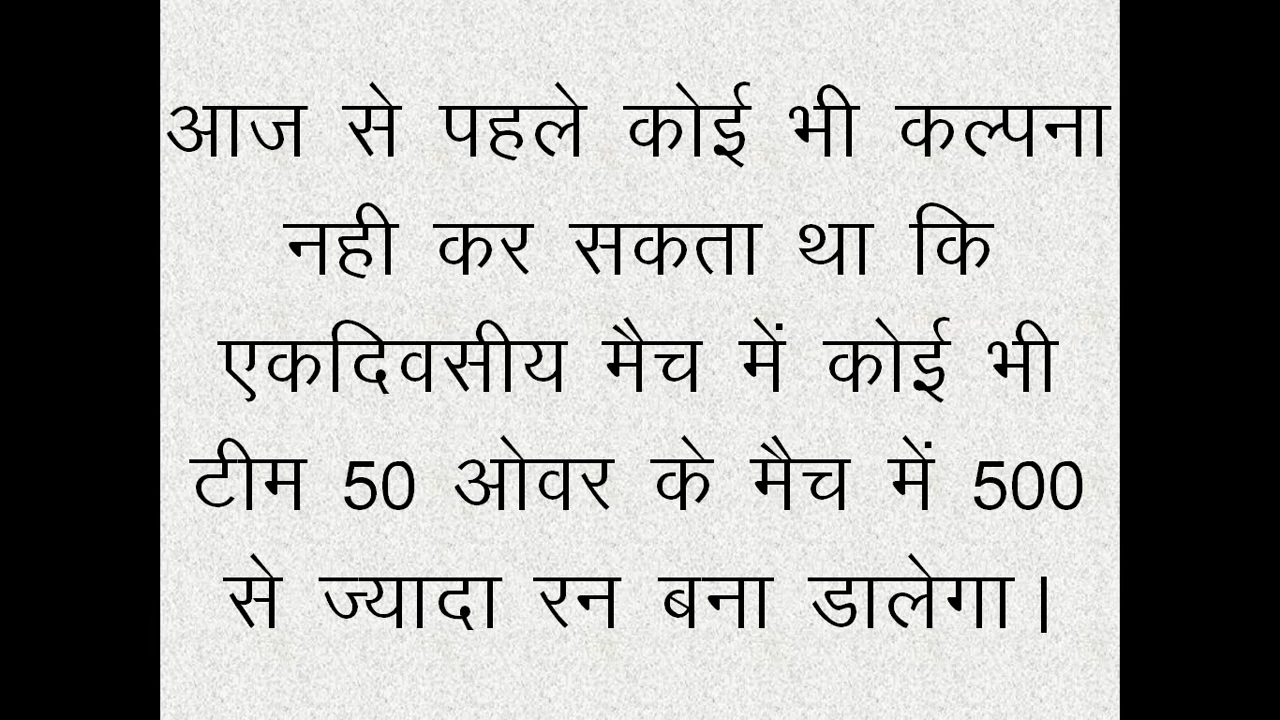 आज से पहले कोई भी कल्पना
नही कर सकता था कि
एकदिवसीय मैच में कोई भी
टीम 50 ओवर के मैच में 500
से ज्यादा रन बना डालेगा।